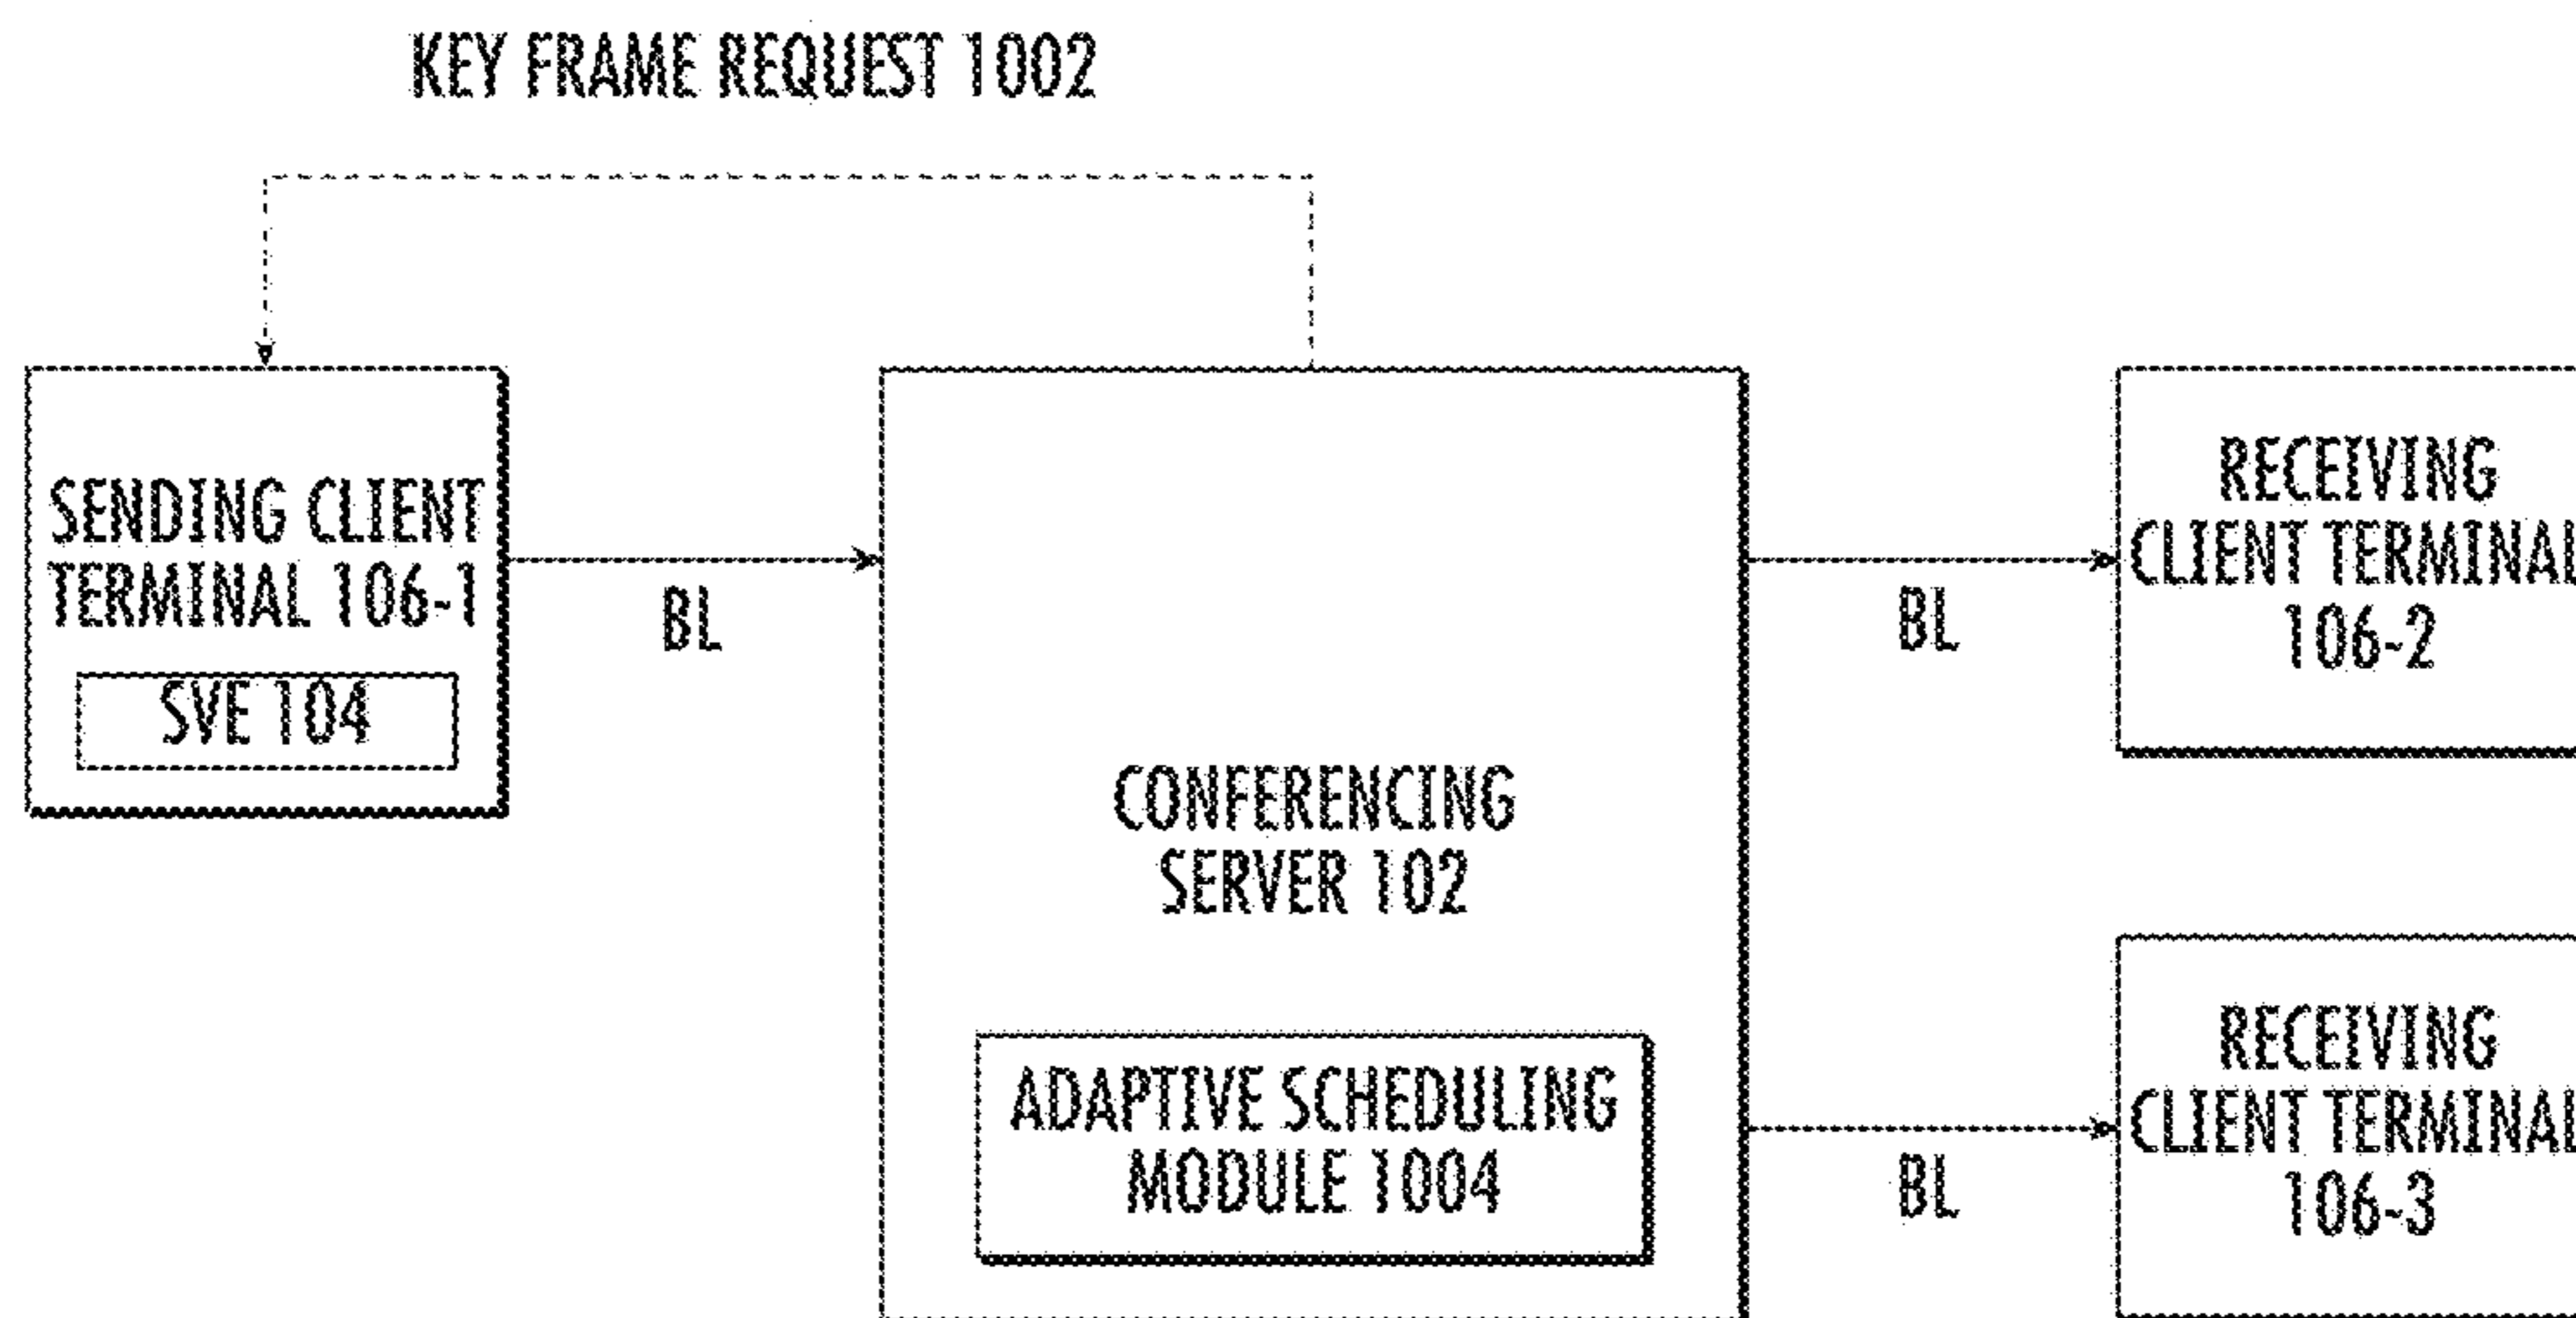 KEY FRAME REQUEST 1002
SENDING CLIENT
TERMINAL 106-1
SVE 104
BL
CONFERENCING
SERVER 102
ADAPTIVE SCHEDULING
MODULE 1004
BL
RECEIVING
CLIENT TERMINAL
106-2
BL
RECEIVING
CLIENT TERMINAL
106-3